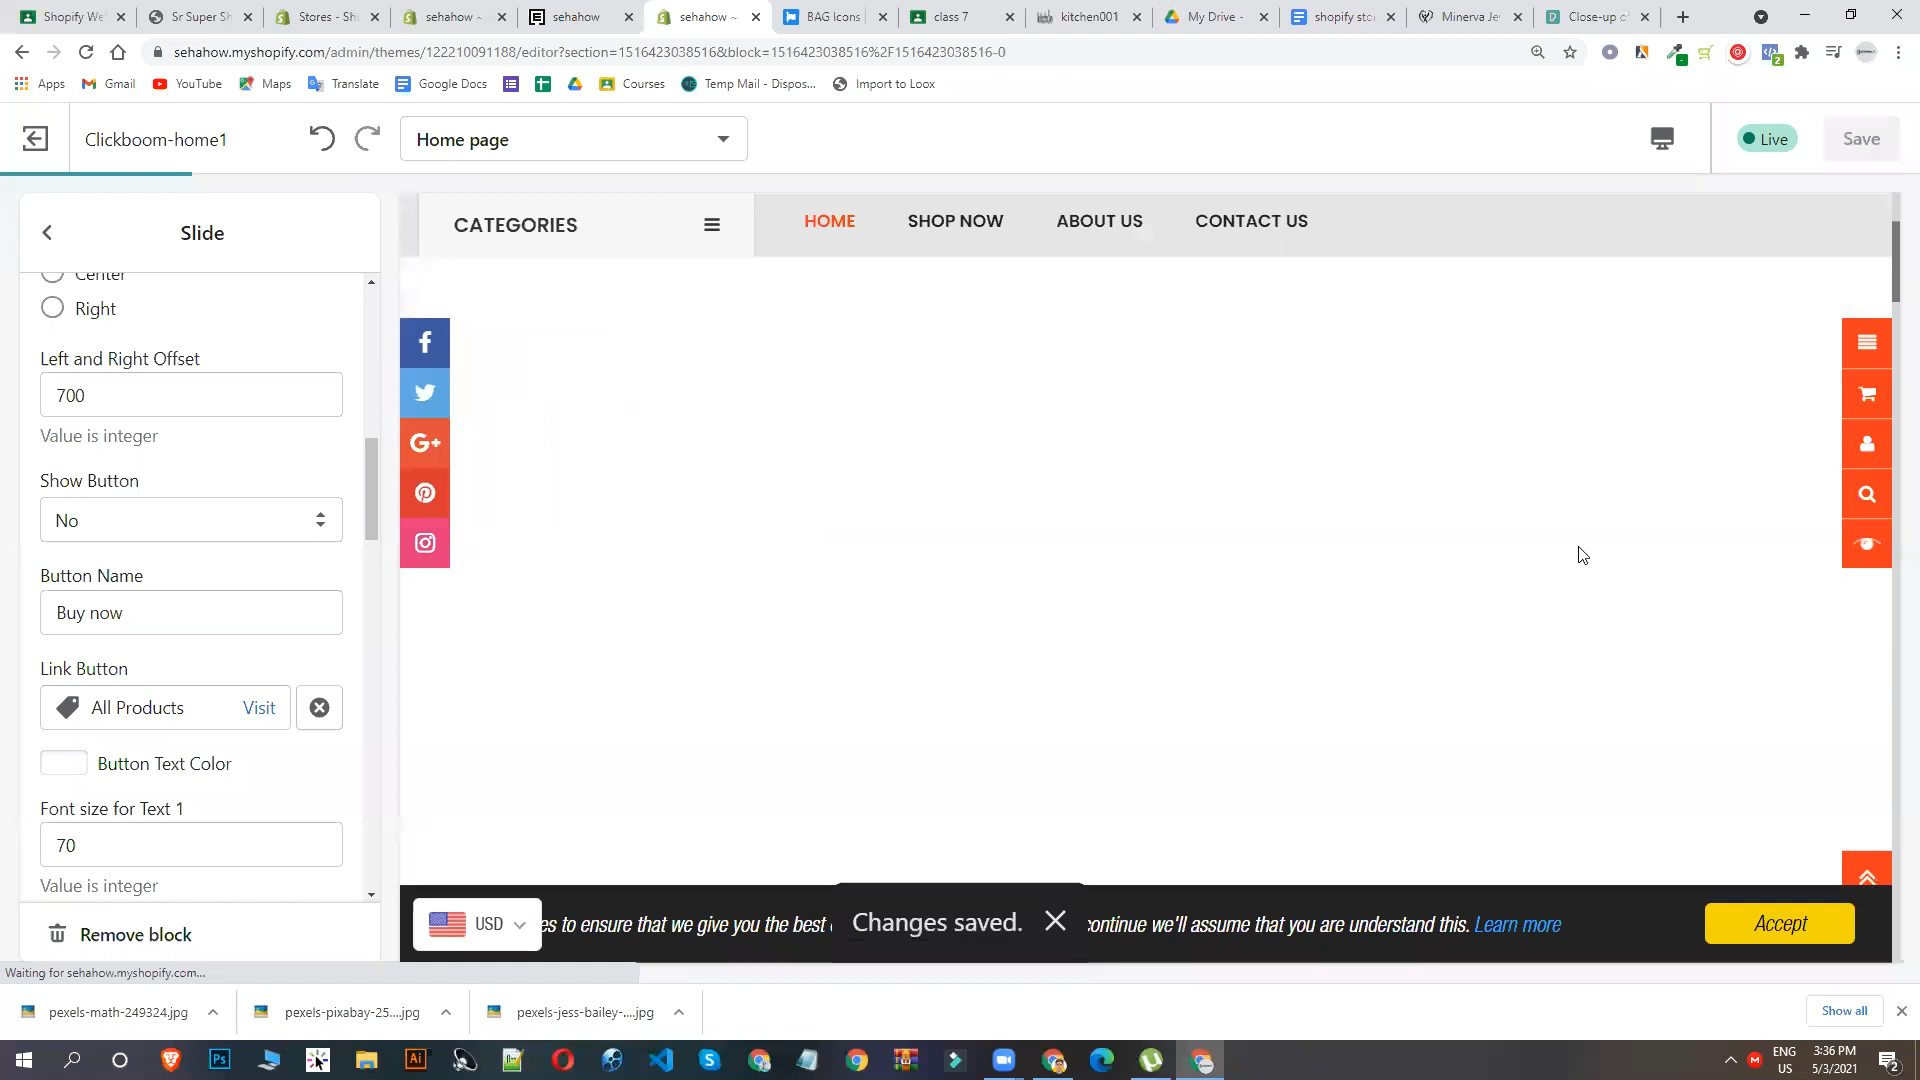 Shopify We
Sr Super Sh
Stores - Sho
sehahow ~
sehahow
sehahow ~
BAG Icons
class 7
kitchen001
My Drive -
shopify sto
Minerva Je
Close-up o
sehahow.myshopify.com/admin/themes/122210091188/editor?section=1516423038516&block=1516423038516%2F1516423038516-0
Apps
Gmail
YouTube
Maps
Translate
Google Docs
Courses
Temp Mail - Dispos...
Import to Loox
Clickboom-home1
Home page
Live
Save
Slide
Center
Right
Left and Right Offset
700
Value is integer
Show Button
No
Button Name
Buy now
Link Button
All Products
Visit
Button Text Color
Font size for Text 1
70
Value is integer
Remove block
CATEGORIES
HOME
SHOP NOW
ABOUT US
CONTACT US
USD
es to ensure that we give you the best
Changes saved.
continue we'll assume that you are understand this. Learn more
Accept
Waiting for sehahow.myshopify.com...
pexels-math-249324.jpg
pexels-pixabay-25....jpg
pexels-jess-bailey-....jpg
Show all
ENG
US
3:36 PM
5/3/2021
2